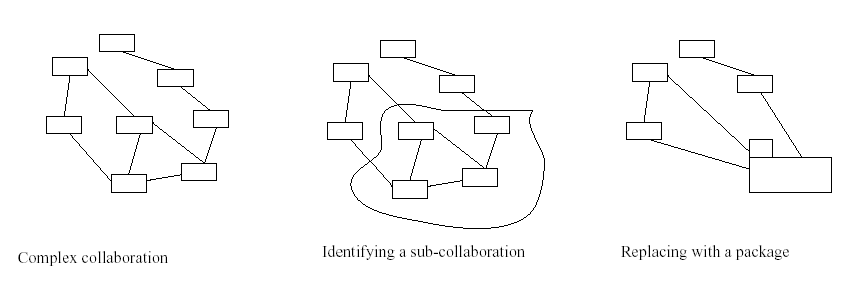 Complex collaboration
Identifying a sub-collaboration
Replacing with a package